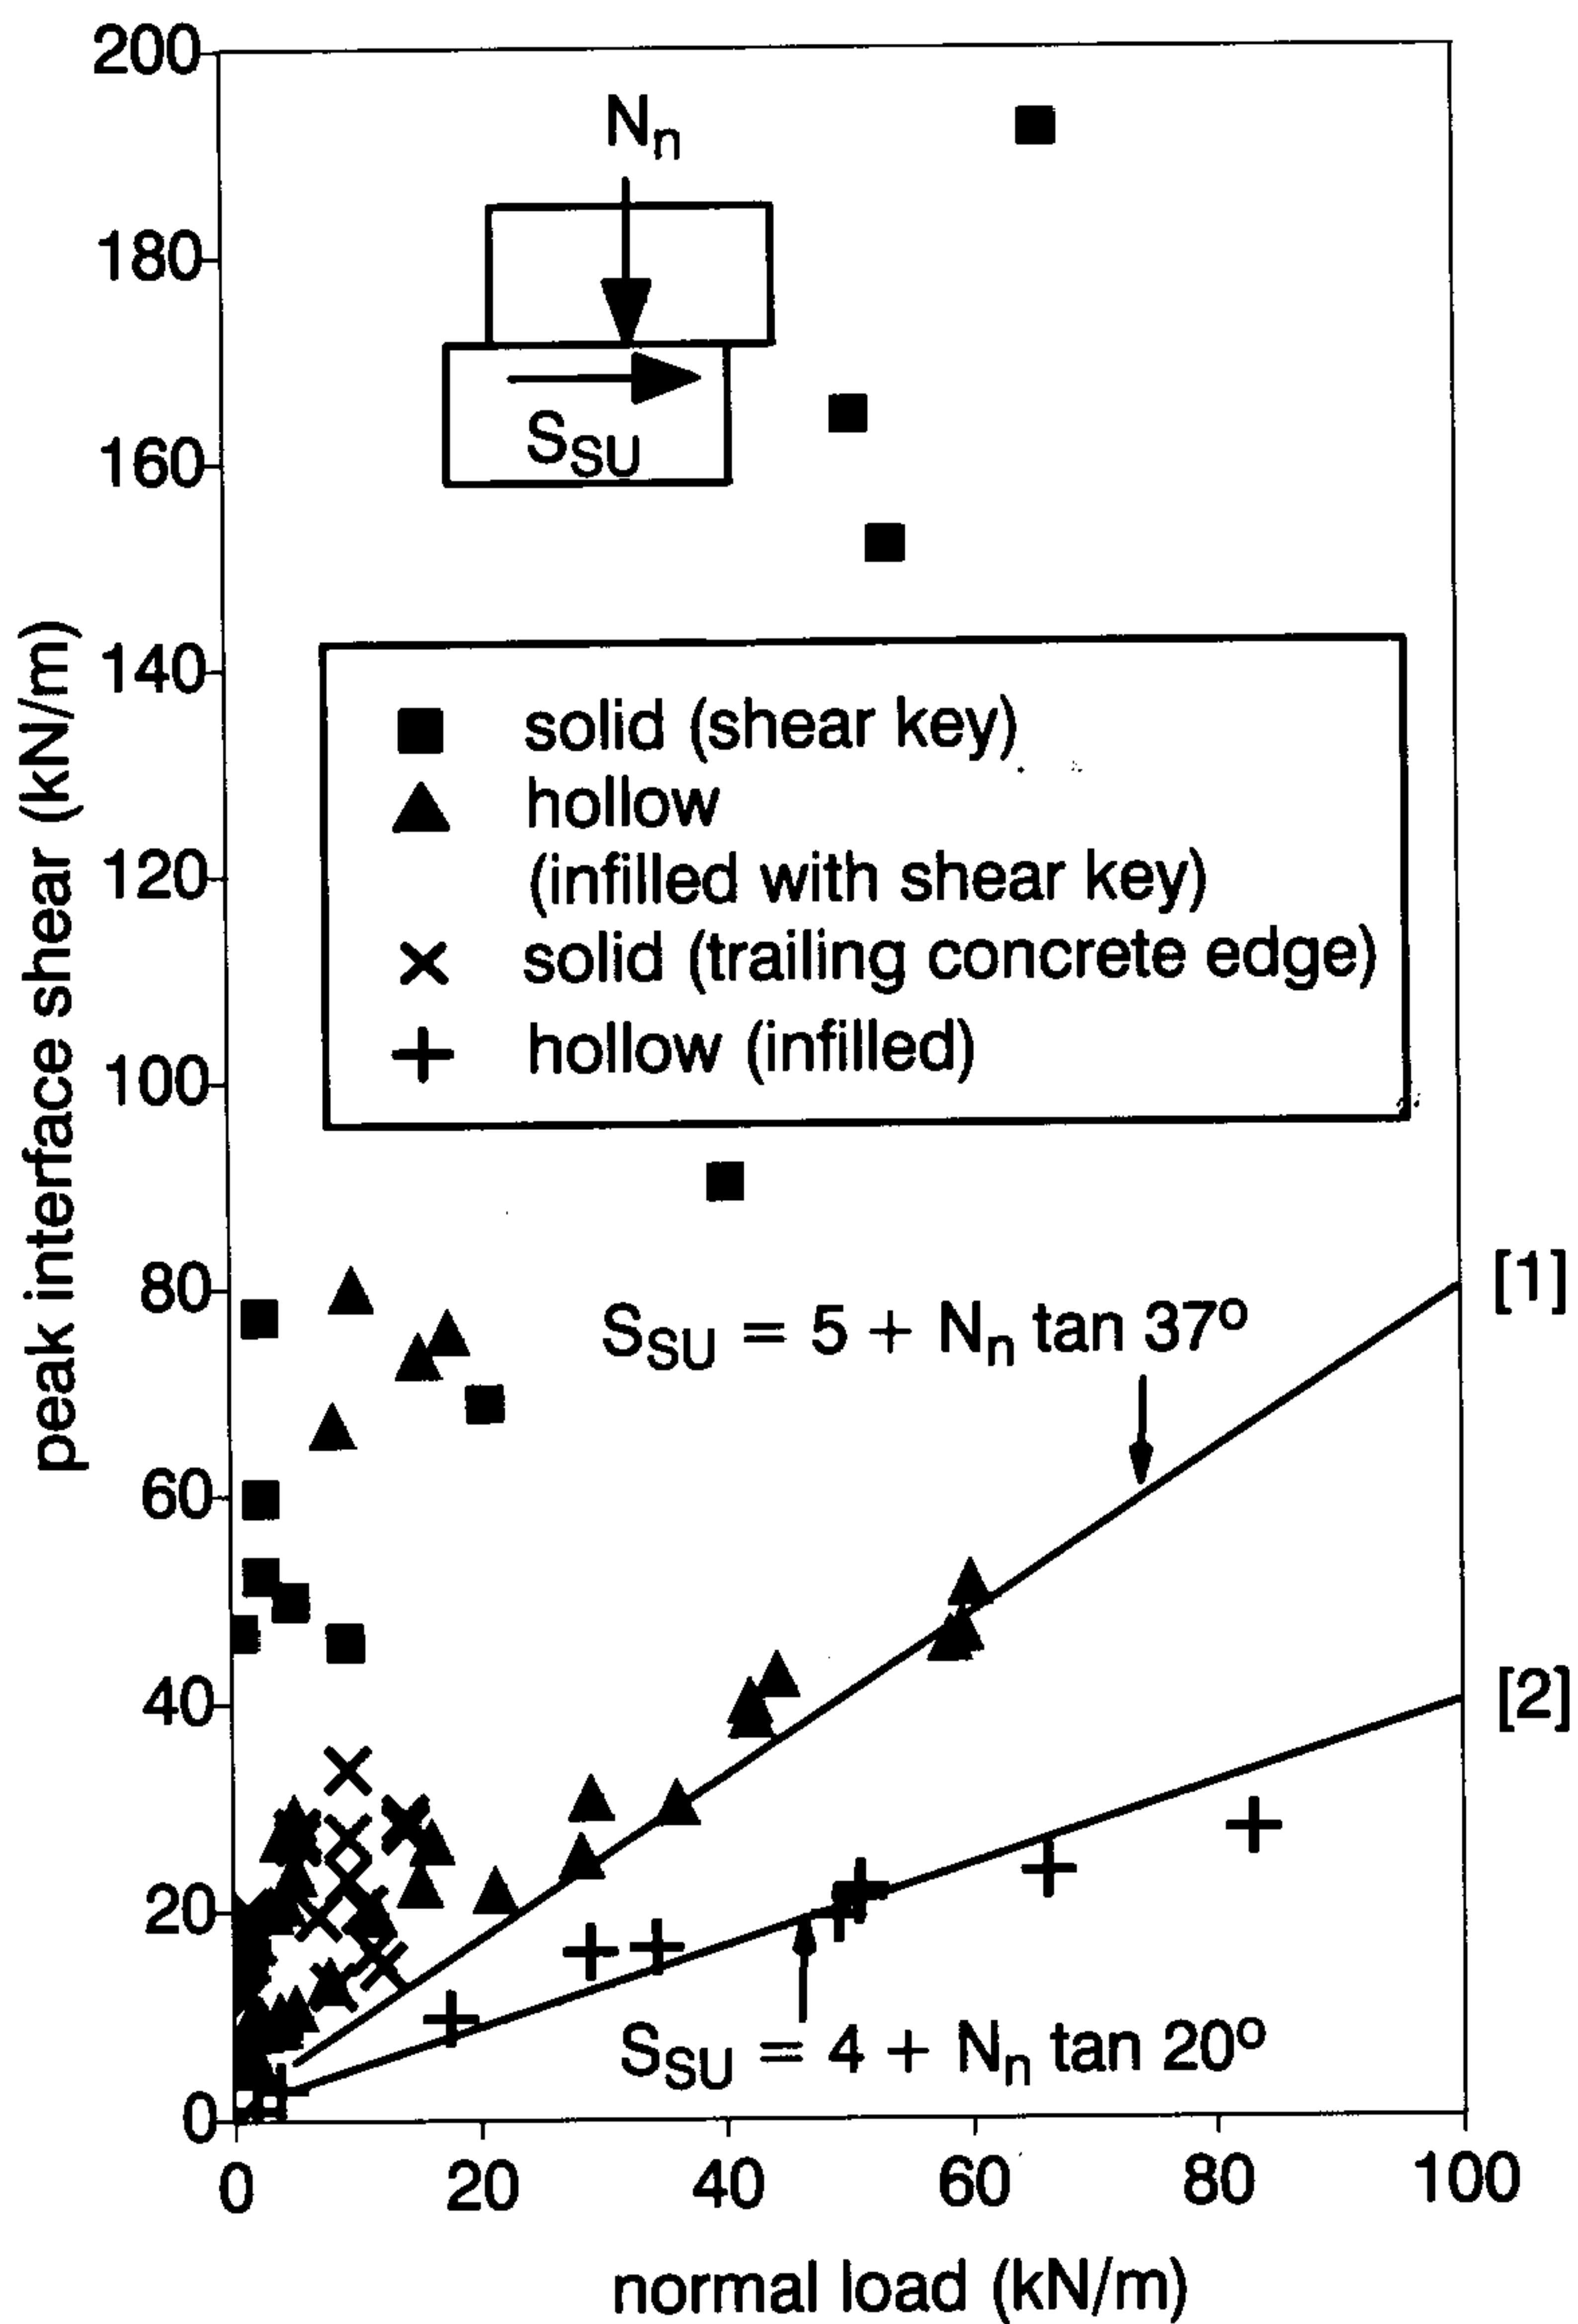 200
180
160
140
120
100
80
60
40
20
0
peak interface shear (kN/m)
Nn
SSU
solid (shear key)
hollow
(infilled with shear key)
solid (trailing concrete edge)
hollow (infilled)
[1]
SSU = 5 + Nn tan 37º
[2]
SSU = 4 + Nn tan 20º
0 20 40 60 80 100
normal load (kN/m)